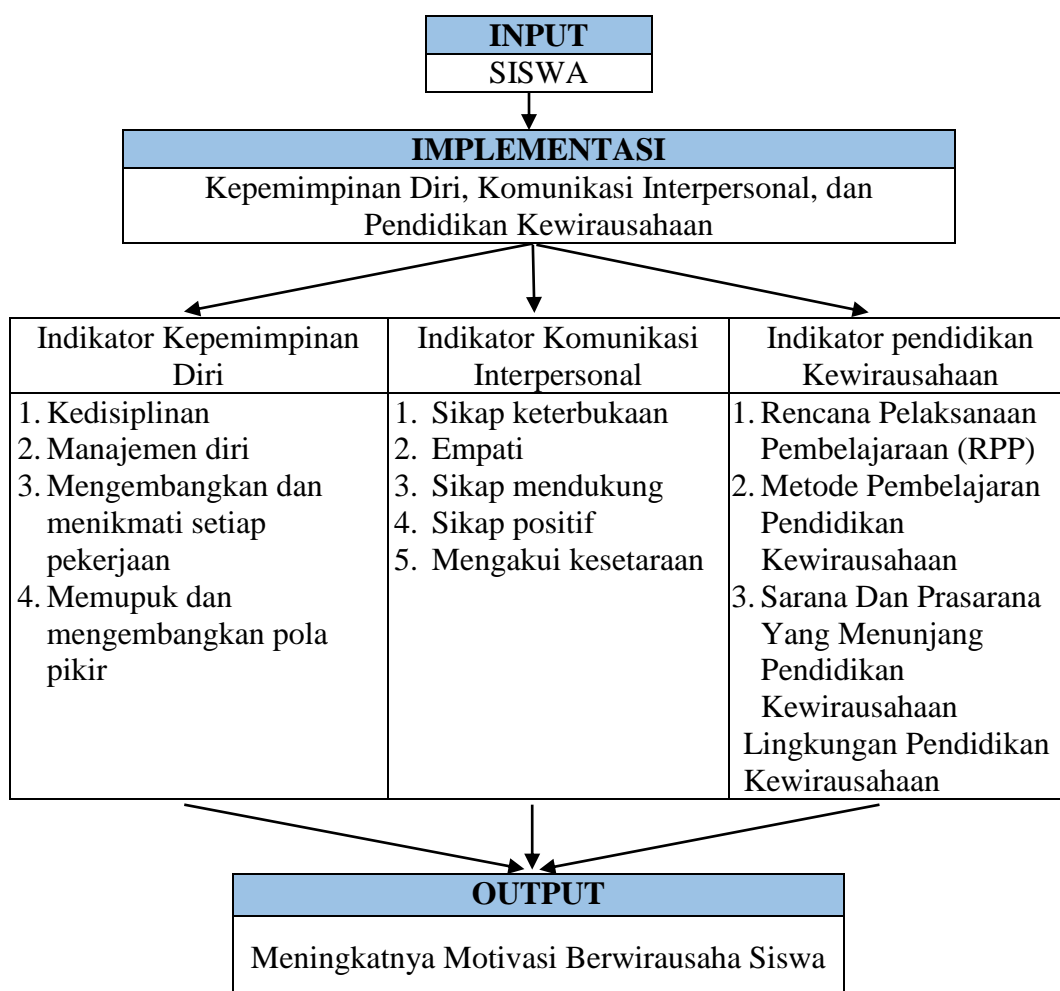 INPUT
SISWA
IMPLEMENTASI
Kepemimpinan Diri, Komunikasi Interpersonal, dan
Pendidikan Kewirausahaan
Indikator Kepemimpinan
Diri
1. Kedisiplinan
2. Manajemen diri
3. Mengembangkan dan
menikmati setiap
pekerjaan
4. Memupuk dan
mengembangkan pola
pikir
Indikator Komunikasi
Interpersonal
1. Sikap keterbukaan
2. Empati
3. Sikap mendukung
4. Sikap positif
5. Mengakui kesetaraan
Indikator pendidikan
Kewirausahaan
1. Rencana Pelaksanaan
Pembelajaraan (RPP)
2. Metode Pembelajaran
Pendidikan
Kewirausahaan
3. Sarana Dan Prasarana
Yang Menunjang
Pendidikan
Kewirausahaan
Lingkungan Pendidikan
Kewirausahaan
OUTPUT
Meningkatnya Motivasi Berwirausaha Siswa